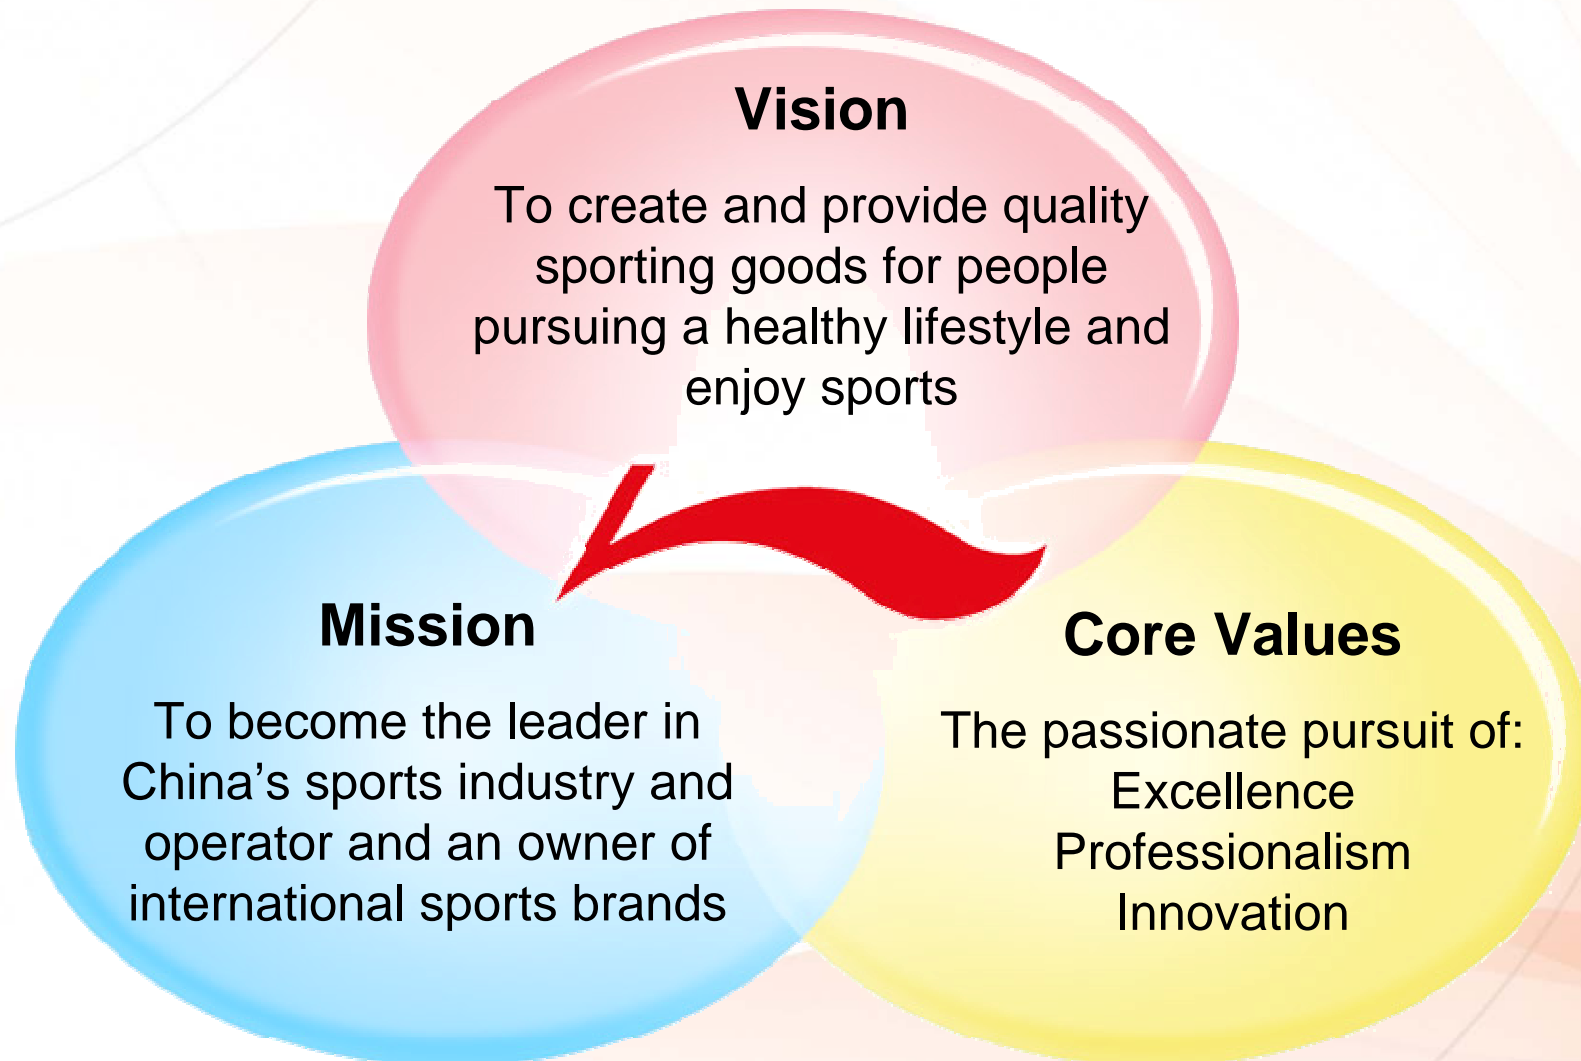 Vision
To create and provide quality
sporting goods for people
pursuing a healthy lifestyle and
enjoy sports
Mission
To become the leader in
China’s sports industry and
operator and an owner of
international sports brands
Core Values
The passionate pursuit of:
Excellence
Professionalism
Innovation